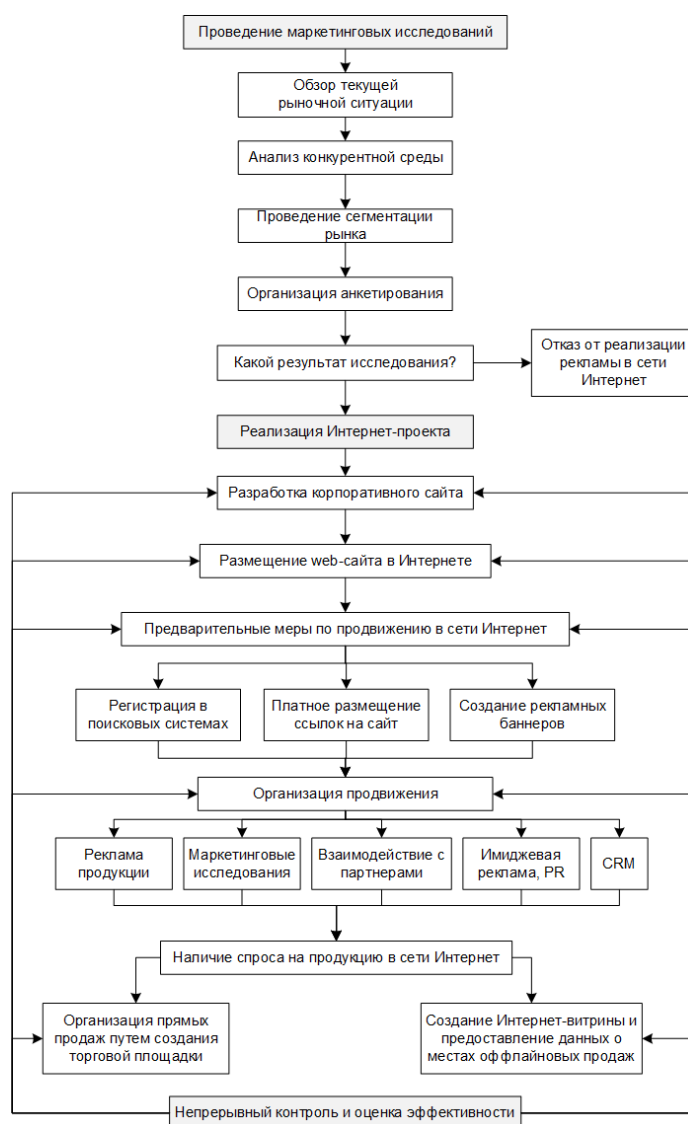 Проведение маркетинговых исследований
Обзор текущей
рыночной ситуации
Анализ конкурентной среды
Проведение сегментации
рынка
Организация анкетирования
Какой результат исследования?
Отказ от реализации
рекламы в сети
Интернет
Реализация Интернет-проекта
Разработка корпоративного сайта
Размещение web-сайта в Интернете
Предварительные меры по продвижению в сети Интернет
Регистрация в
поисковых системах
Платное размещение
ссылок на сайт
Создание рекламных
баннеров
Организация продвижения
Реклама
продукции
Маркетинговые
исследования
Взаимодействие с
партнерами
Имиджевая
реклама, PR
CRM
Наличие спроса на продукцию в сети Интернет
Организация прямых
продаж путем создания
торговой площадки
Создание Интернет-витрины и
предоставление данных о
местах оффлайновых продаж
Непрерывный контроль и оценка эффективности